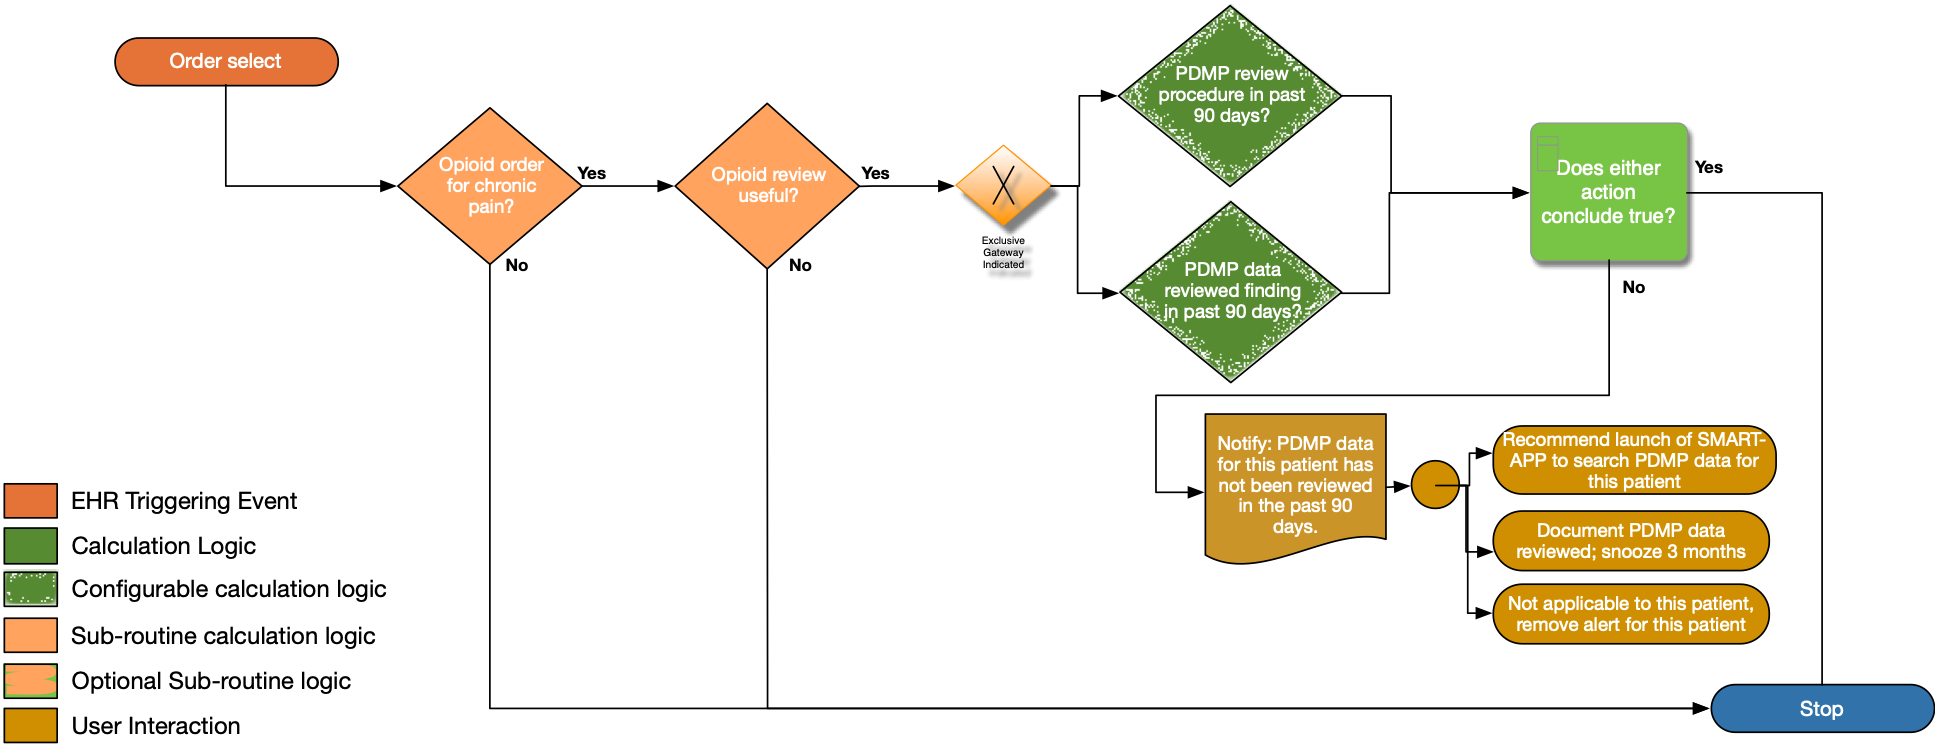 Order select
Opioid order
for chronic
pain?
Yes
No
Opioid review
useful?
Yes
No
Exclusive
Gateway
Indicated
PDMP review
procedure in past
90 days?
PDMP data
reviewed finding
in past 90 days?
Does either
action
conclude true?
Yes
No
Notify: PDMP data
for this patient has
not been reviewed
in the past 90
days.
Recommend launch of SMART-
APP to search PDMP data for
this patient
Document PDMP data
reviewed; snooze 3 months
Not applicable to this patient,
remove alert for this patient
Stop
EHR Triggering Event
Calculation Logic
Configurable calculation logic
Sub-routine calculation logic
Optional Sub-routine logic
User Interaction